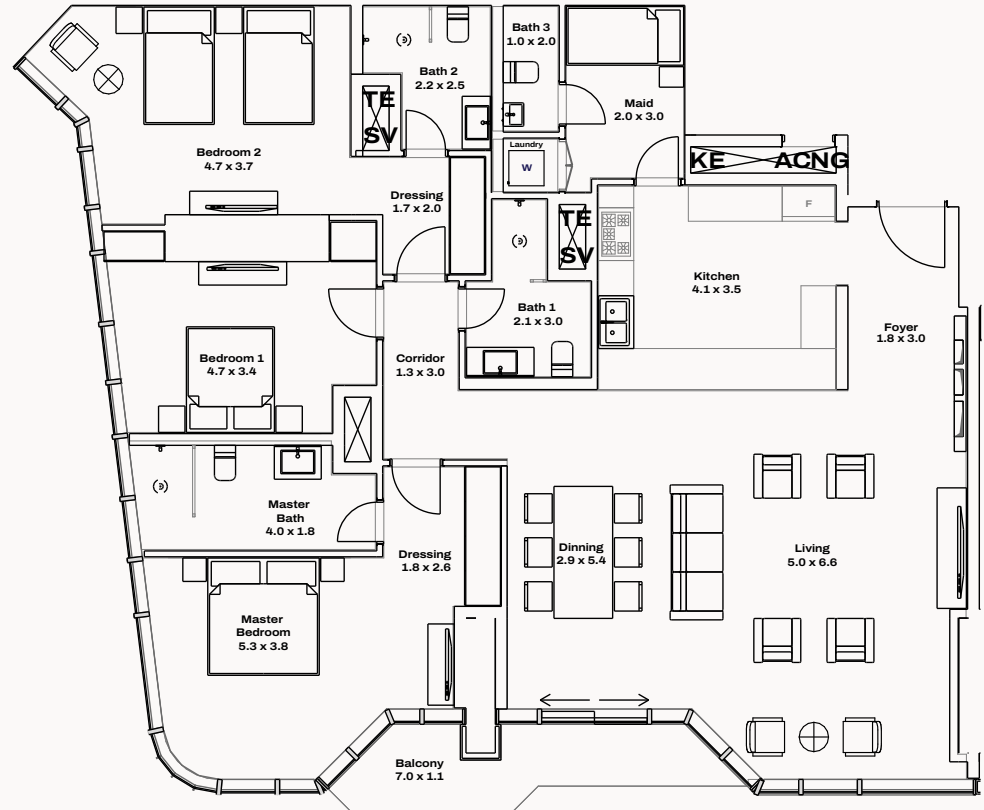 Bath 3
1.0 x 2.0
Bath 2
2.2 x 2.5
TE
SV
Maid
2.0 x 3.0
Laundry
W
KE
ACNG
Bedroom 2
4.7 x 3.7
Dressing
1.7 x 2.0
F
TE
SV
Kitchen
4.1 x 3.5
Bath 1
2.1 x 3.0
Foyer
1.8 x 3.0
Bedroom 1
4.7 x 3.4
Corridor
1.3 x 3.0
Master
Bath
4.0 x 1.8
Dressing
1.8 x 2.6
Dinning
2.9 x 5.4
Living
5.0 x 6.6
Master
Bedroom
5.3 x 3.8
Balcony
7.0 x 1.1